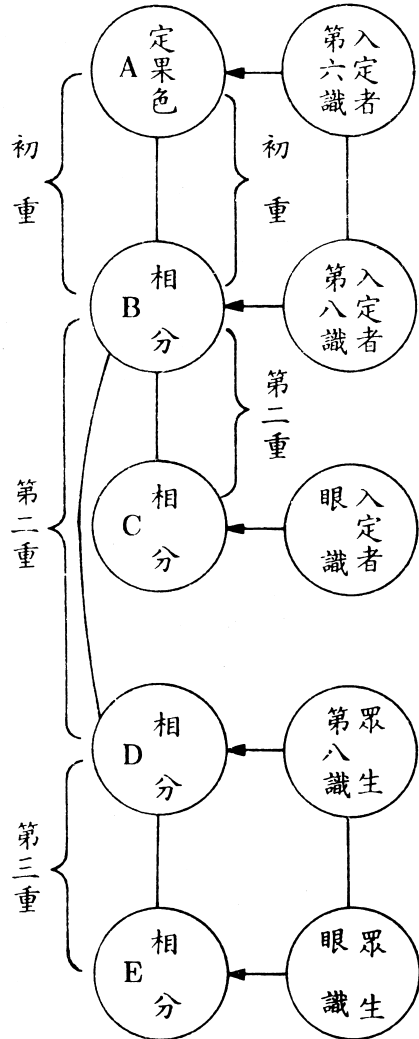 A 定果色
入定者第六識
初重
初重
B 相分
入定者第八識
第二重
第二重
C 相分
入定者眼識
D 相分
眾生第八識
第三重
E 相分
眾生眼識